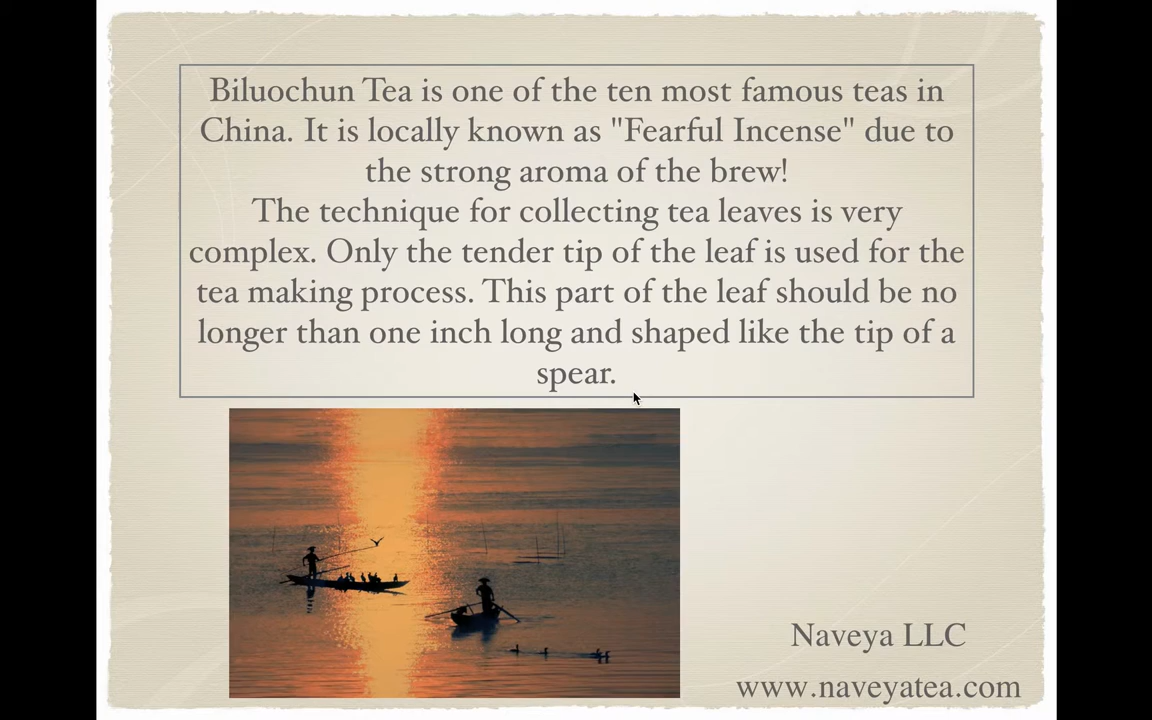 Biluochun Tea is one of the ten most famous teas in
China. It is locally known as "Fearful Incense" due to
the strong aroma of the brew!
The technique for collecting tea leaves is very
complex. Only the tender tip of the leaf is used for the
tea making process. This part of the leaf should be no
longer than one inch long and shaped like the tip of a
spear.
Naveya LLC
www.naveyatea.com